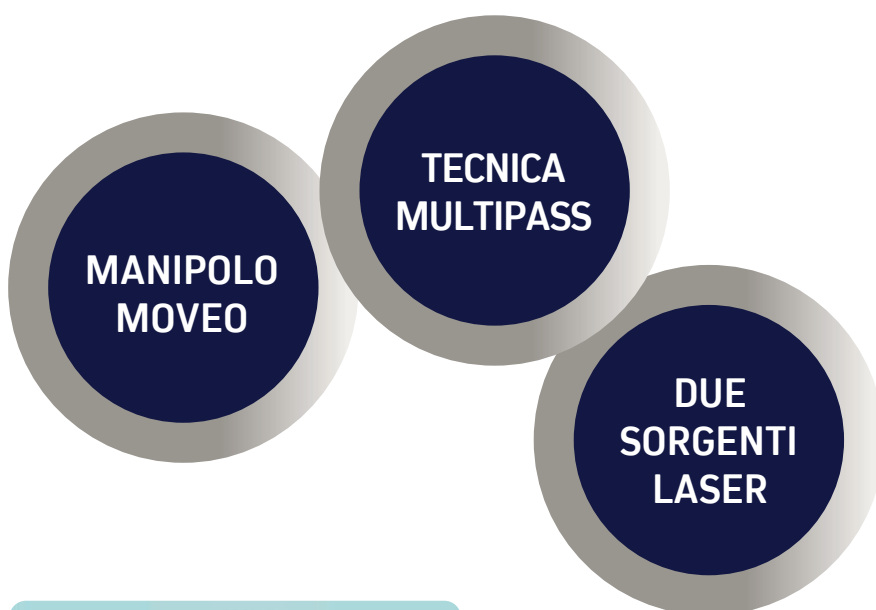 MANIPOLO
MOVEO
TECNICA
MULTIPASS
DUE
SORGENTI
LASER